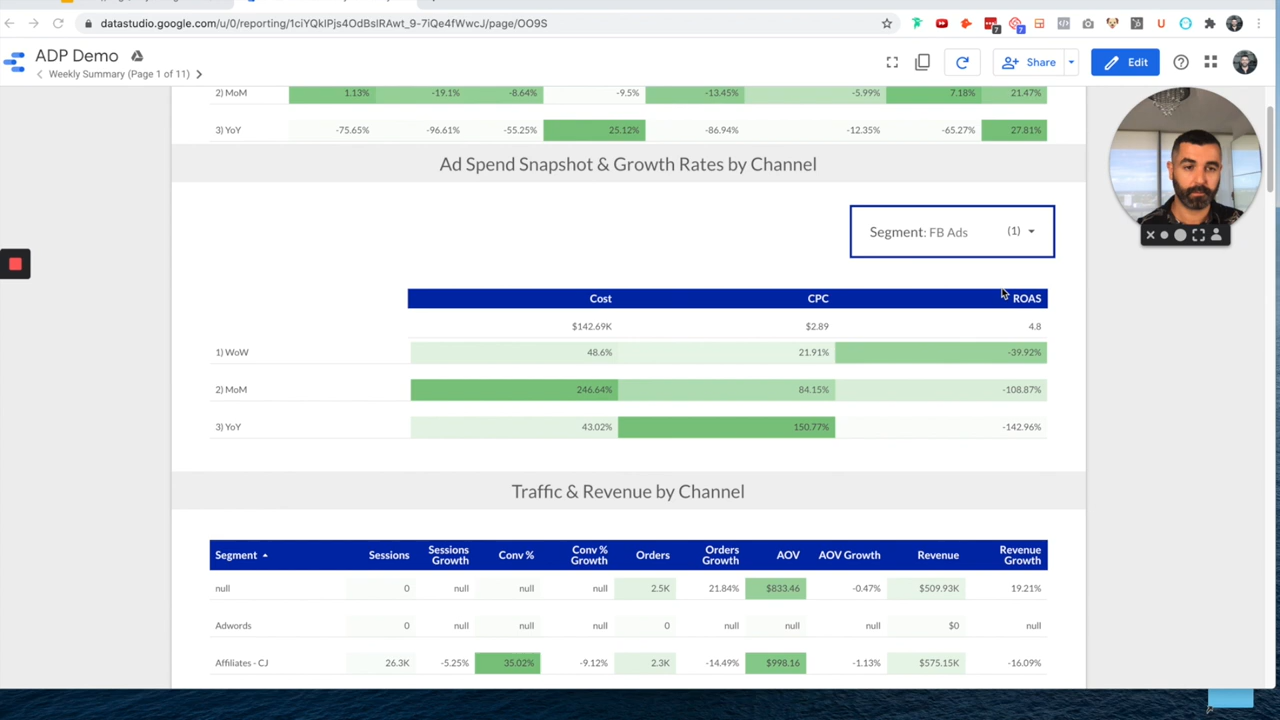 datastudio.google.com/u/0/reporting/1ciYQkIPjs4OdBslRAwt_9-7iQe4fWwcJ/page/OO9S
7
7
U
ADP Demo
Weekly Summary (Page 1 of 11)
Share
Edit
2) MoM 1.13% -19.1% -8.64% -9.5% -13.45% -5.99% 7.18% 21.47%
3) YoY -75.65% -96.61% -55.25% 25.12% -86.94% -12.35% -65.27% 27.81%
Ad Spend Snapshot & Growth Rates by Channel
Segment: FB Ads (1)
Cost CPC ROAS
$142.69K $2.89 4.8
1) WoW 48.6% 21.91% -39.92%
2) MoM 246.64% 84.15% -108.87%
3) YoY 43.02% 150.77% -142.96%
Traffic & Revenue by Channel
Segment Sessions Sessions Growth Conv % Conv % Growth Orders Orders Growth AOV AOV Growth Revenue Revenue Growth
null 0 null null null 2.5K 21.84% $833.46 -0.47% $509.93K 19.21%
Adwords 0 null null null 0 null null null $0 null
Affiliates - CJ 26.3K -5.25% 35.02% -9.12% 2.3K -14.49% $998.16 -1.13% $575.15K -16.09%